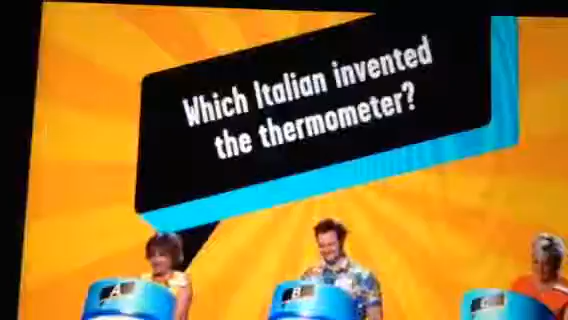 Which Italian invented
the thermometer?
A
B